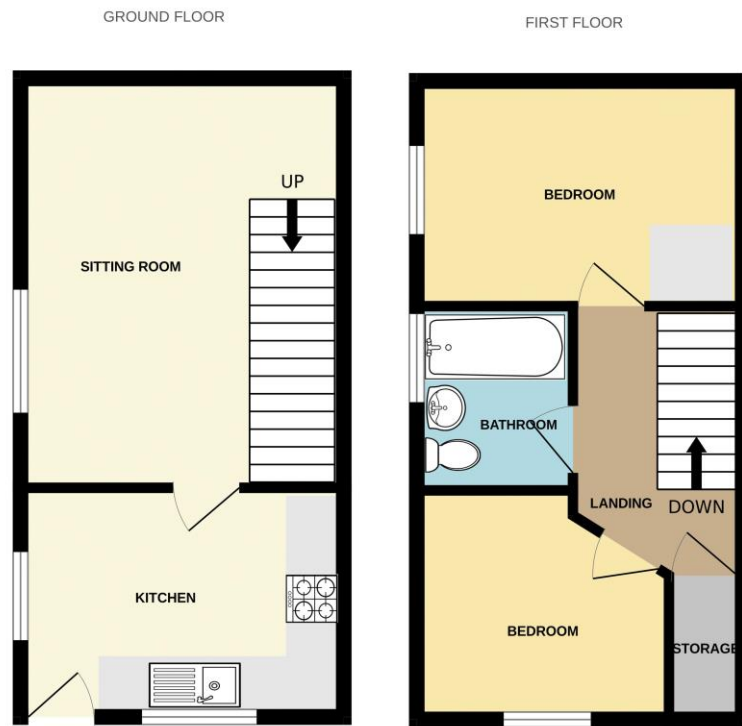 GROUND FLOOR
UP
SITTING ROOM
KITCHEN
FIRST FLOOR
BEDROOM
BATHROOM
LANDING
DOWN
BEDROOM
STORAGE